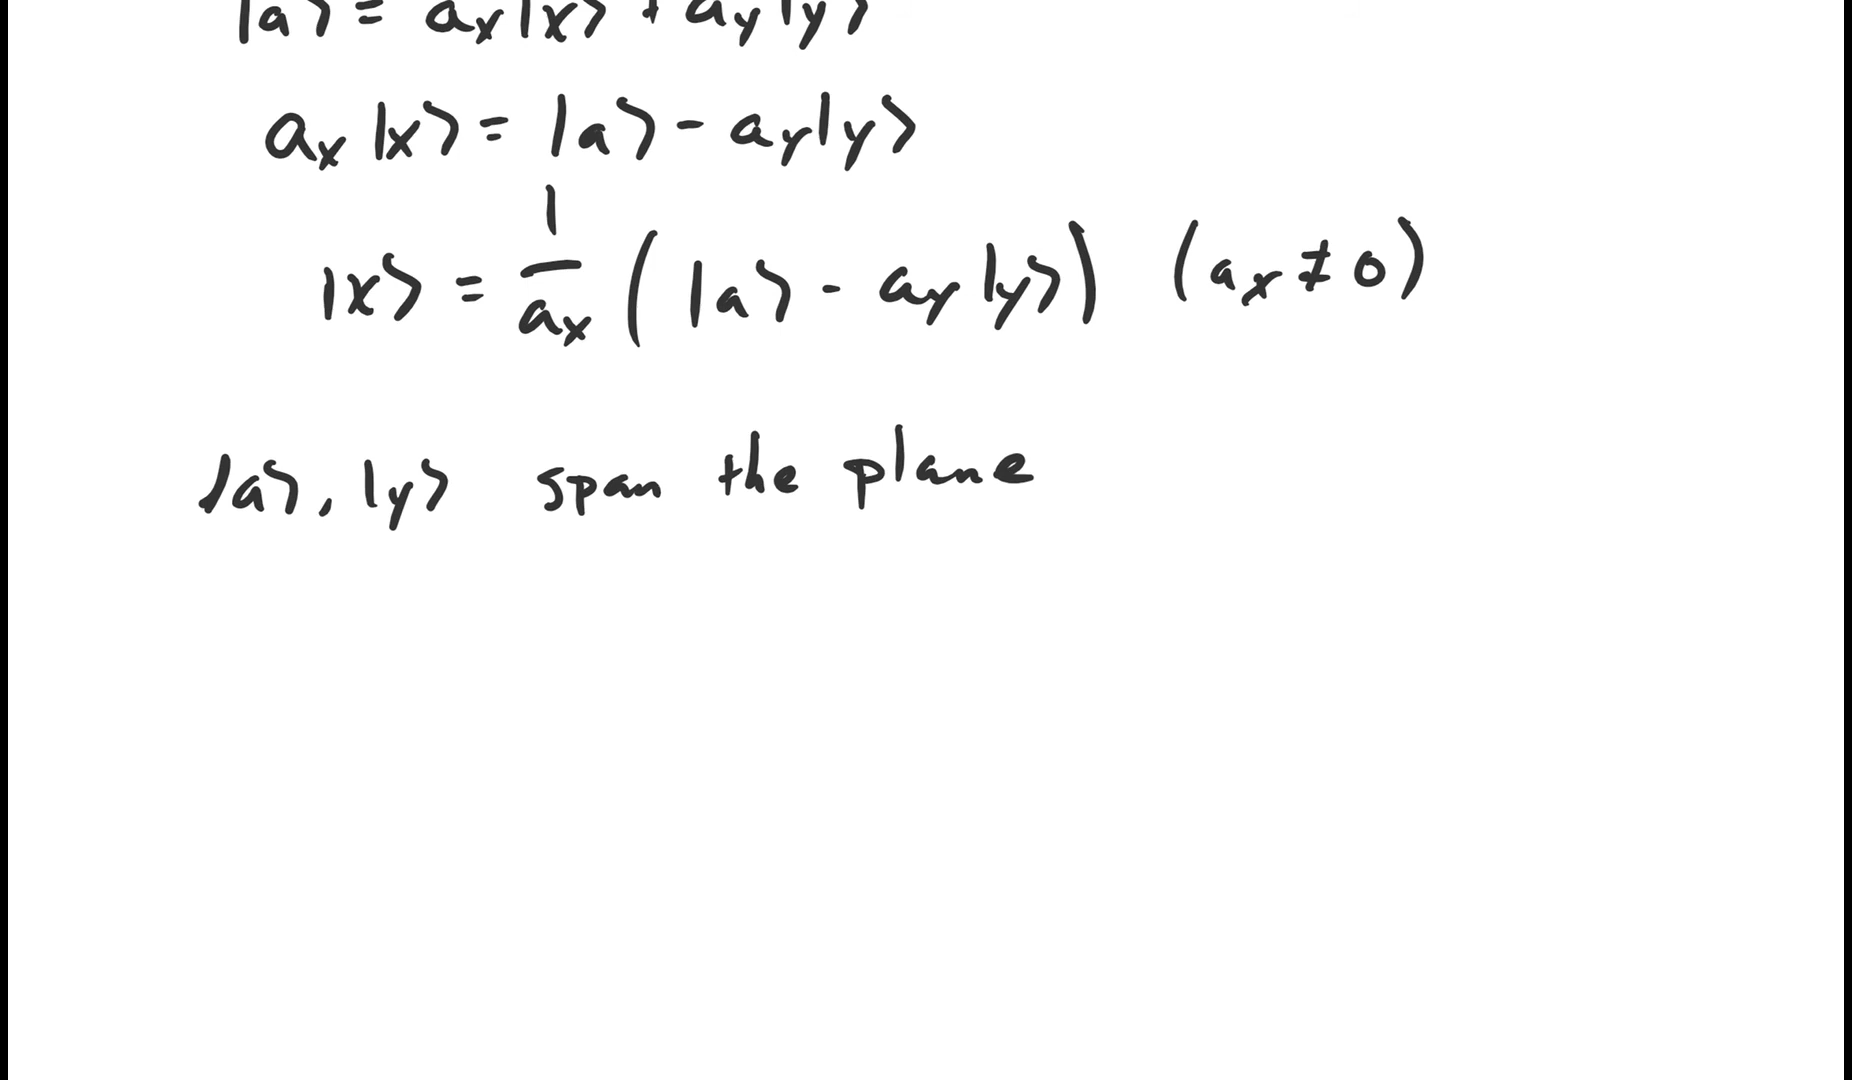 |a⟩ = aₓ|x⟩ + a_y|y⟩
aₓ|x⟩ = |a⟩ - a_y|y⟩
|x⟩ = 1/aₓ ( |a⟩ - a_y|y⟩ ) (aₓ ≠ 0)
|a⟩, |y⟩ span the plane